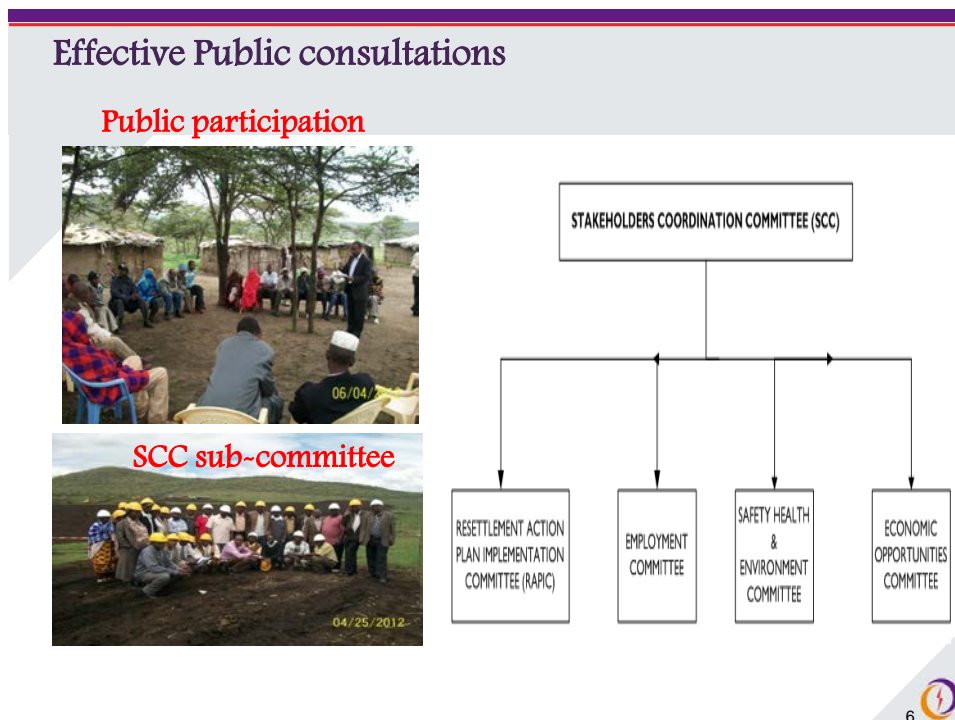 Effective Public consultations
Public participation
06/04/2
SCC sub-committee
04/25/2012
STAKEHOLDERS COORDINATION COMMITTEE (SCC)
RESETTLEMENT ACTION
PLAN IMPLEMENTATION
COMMITTEE (RAPIC)
EMPLOYMENT
COMMITTEE
SAFETY HEALTH
&
ENVIRONMENT
COMMITTEE
ECONOMIC
OPPORTUNITIES
COMMITTEE
6